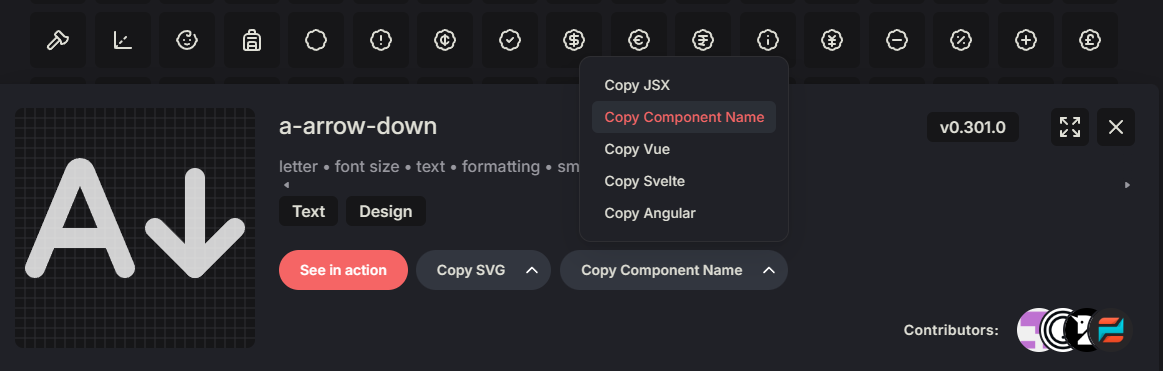 Copy JSX
Copy Component Name
Copy Vue
Copy Svelte
Copy Angular
a-arrow-down
v0.301.0
letter • font size • text • formatting •
Text
Design
See in action
Copy SVG
Copy Component Name
Contributors: